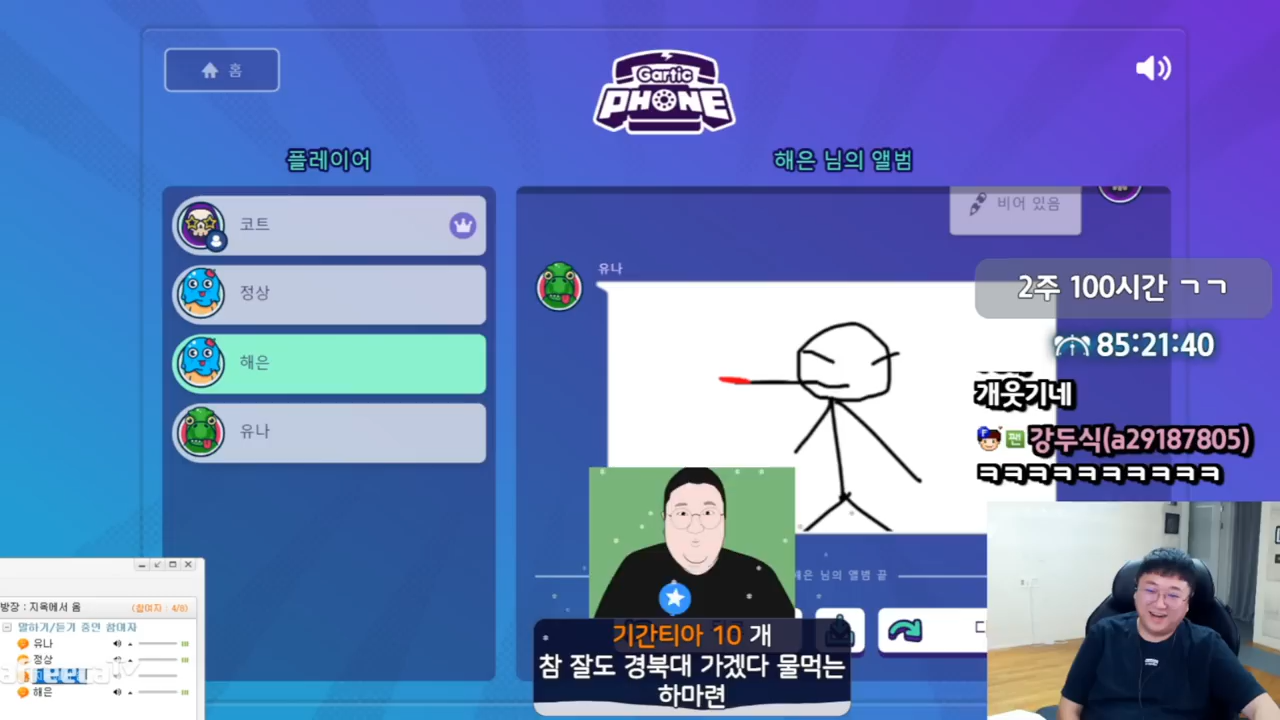 홈
Gartic
PHONE
플레이어
해은 님의 앨범
코트
정상
해은
유나
비어 있음
유나
2주 100시간 ㄱㄱ
85:21:40
개웃기네
팬 강두식(a29187805)
ㅋㅋㅋㅋㅋㅋㅋㅋㅋㅋ
해은 님의 앨범 끝
기간티아 10 개
참 잘도 경북대 가겠다 물먹는
하마련
방장 : 지옥에서 옴
(참여자 : 4/8)
말하기/듣기 중인 참여자
유나
정상
해은
afreecaTV